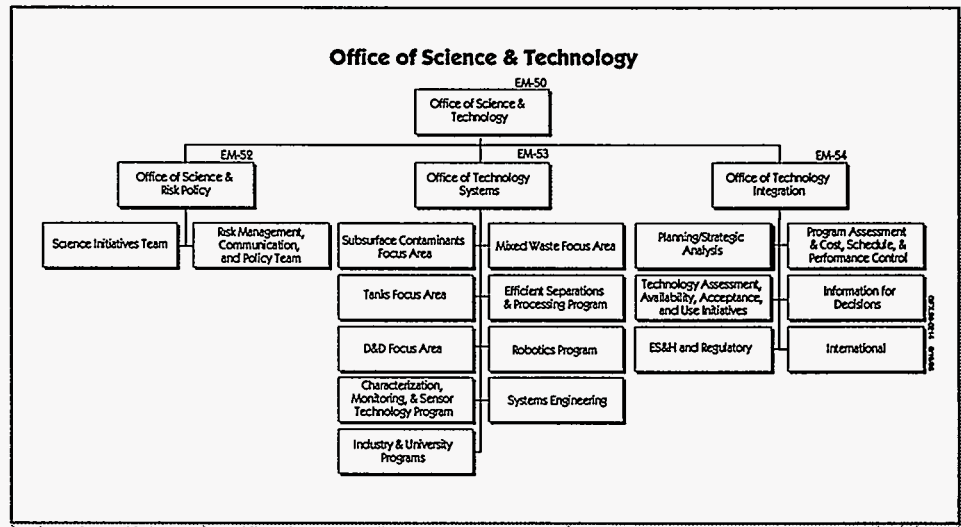 Office of Science & Technology
EM-50
Office of Science &
Technology
EM-52
Office of Science &
Risk Policy
EM-53
Office of Technology
Systems
EM-54
Office of Technology
Integration
Science Initiatives Team
Risk Management,
Communication,
and Policy Team
Subsurface Contaminants
Focus Area
Mixed Waste Focus Area
Tanks Focus Area
Efficient Separations
& Processing Program
D&D Focus Area
Robotics Program
Characterization,
Monitoring, & Sensor
Technology Program
Systems Engineering
Industry & University
Programs
Planning/Strategic
Analysis
Program Assessment
& Cost, Schedule, &
Performance Control
Technology Assessment,
Availability, Acceptance,
and Use Initiatives
Information for
Decisions
ES&H and Regulatory
International